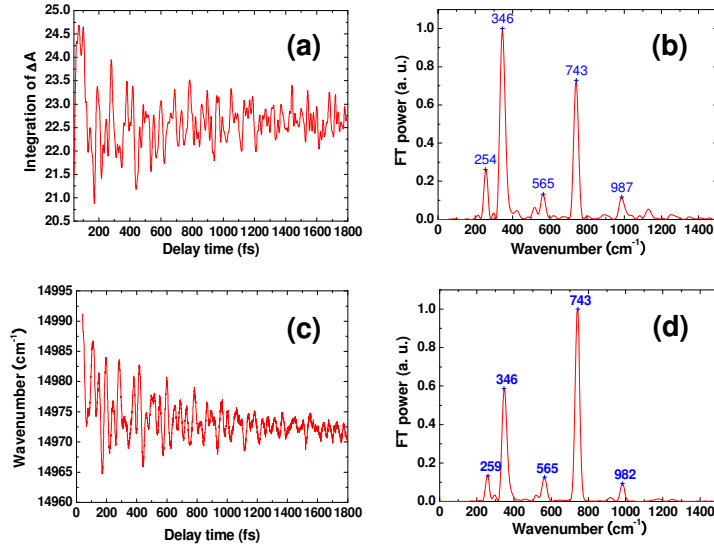 (a)
Integration of ΔA
25.0
24.5
24.0
23.5
23.0
22.5
22.0
21.5
21.0
20.5
200 400 600 800 1000 1200 1400 1600 1800
Delay time (fs)
(b)
FT power (a. u.)
1.0
0.8
0.6
0.4
0.2
0.0
346
743
254
565
987
0 200 400 600 800 1000 1400
Wavenumber (cm⁻¹)
(c)
Wavenumber (cm⁻¹)
14995
14990
14985
14980
14975
14970
14965
14960
0 200 400 600 800 1000 1200 1400 1600 1800
Delay time (fs)
(d)
FT power (a. u.)
1.0
0.8
0.6
0.4
0.2
0.0
743
346
259
565
982
0 200 400 600 800 1000 1400
Wavenumber (cm⁻¹)